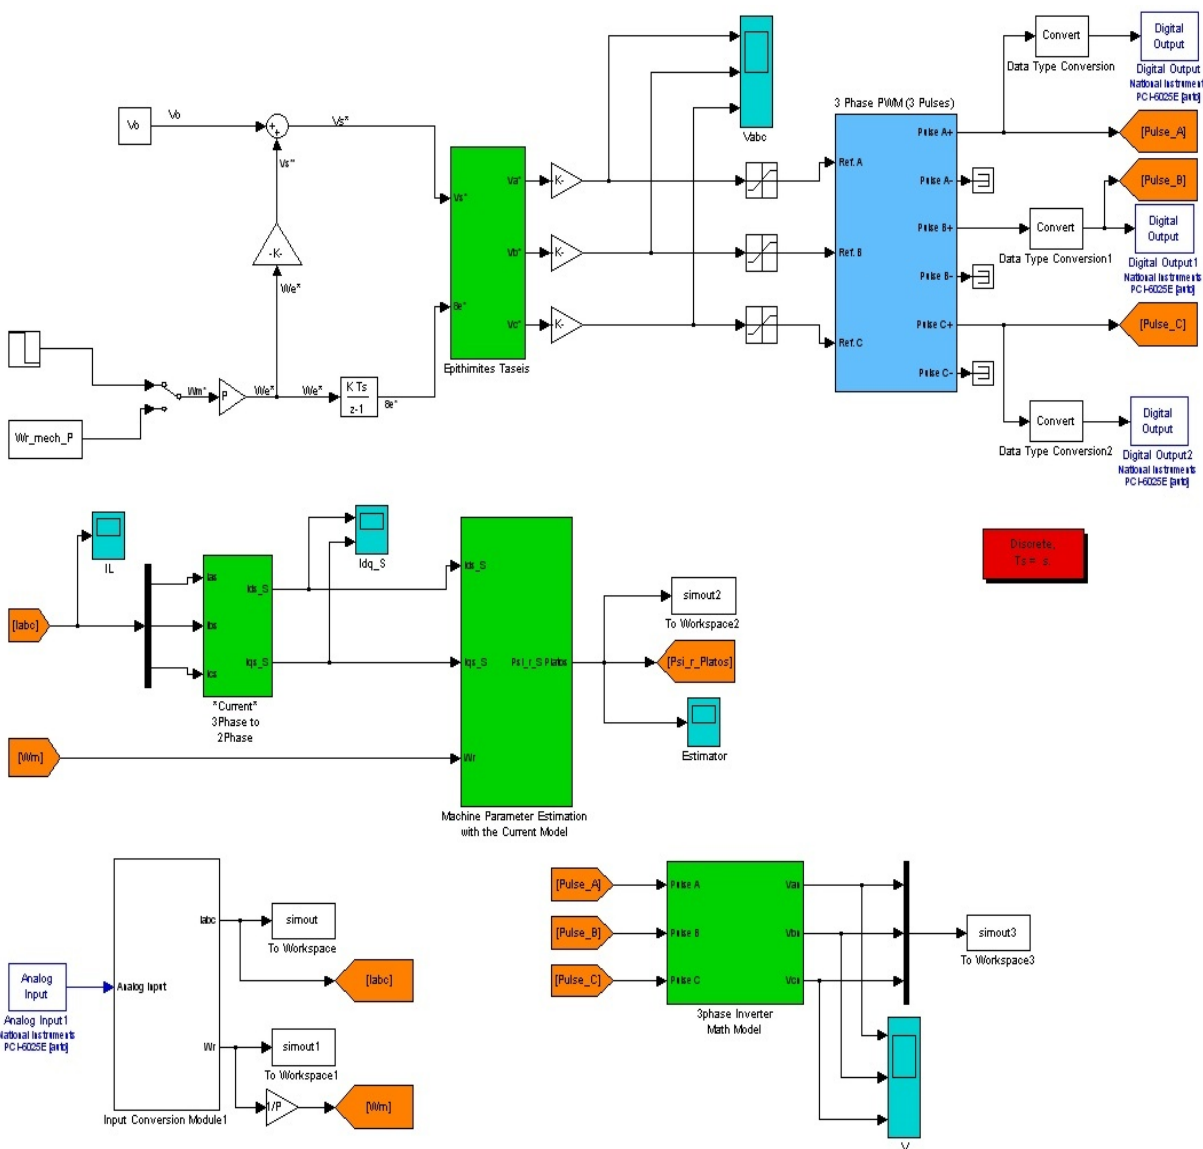 Convert
Data Type Conversion
Digital
Output
Digital Output
National Instruments
PCI-6025E [auto]
3 Phase PWM (3 Pulses)
Vo
Vo
+
+
Vs*
Vabc
Pulse A+
[Pulse_A]
Vs''
Ref. A
Pulse A-
[Pulse_B]
Va*
K-
Vs*
Pulse B+
Convert
Data Type Conversion1
Digital
Output
Digital Output1
National Instruments
PCI-6025E [auto]
-K-
Vb*
K-
Ref. B
Pulse B-
We*
Θe*
Vc*
K-
Pulse C+
[Pulse_C]
Ref. C
Epithimites Taseis
Pulse C-
Wm*
P
We*
We*
K Ts
z-1
Θe*
Wr_mech_P
Convert
Data Type Conversion2
Digital
Output
Digital Output2
National Instruments
PCI-6025E [auto]
IL
Idq_S
Discrete,
Ts = s.
[Iabc]
Ias
Ibs
Ics
Ids_S
Iqs_S
*Current*
3Phase to
2Phase
Ids_S
Iqs_S
Wr
Psi_r_S Platos
simout2
To Workspace2
[Psi_r_Platos]
Estimator
[Wm]
Machine Parameter Estimation
with the Current Model
Analog
Input
Analog Input1
National Instruments
PCI-6025E [auto]
Analog Input
Iabc
Wr
Input Conversion Module1
simout
To Workspace
[Iabc]
simout1
To Workspace1
1/P
[Wm]
[Pulse_A]
[Pulse_B]
[Pulse_C]
Pulse A
Pulse B
Pulse C
Van
Vbn
Vcn
3phase Inverter
Math Model
simout3
To Workspace3
V